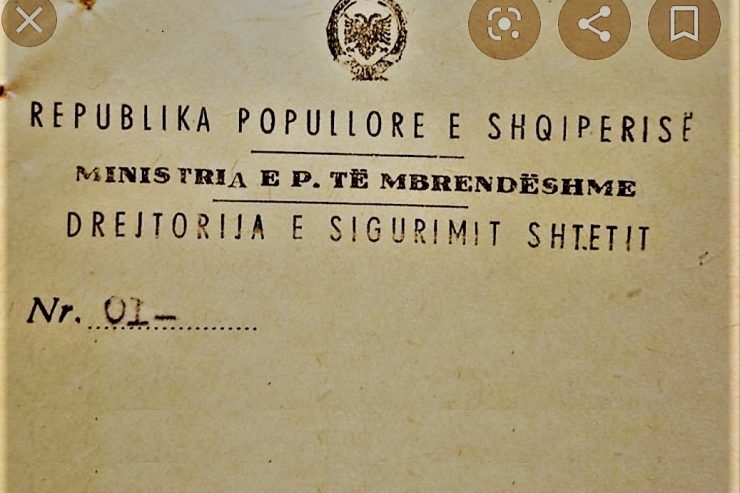 REPUBLIKA POPULLORE E SHQIPERISË
MINISTRIA E P. TË MBRENDËSHME
DREJTORIJA E SIGURIMIT SHTETIT
Nr. 01-